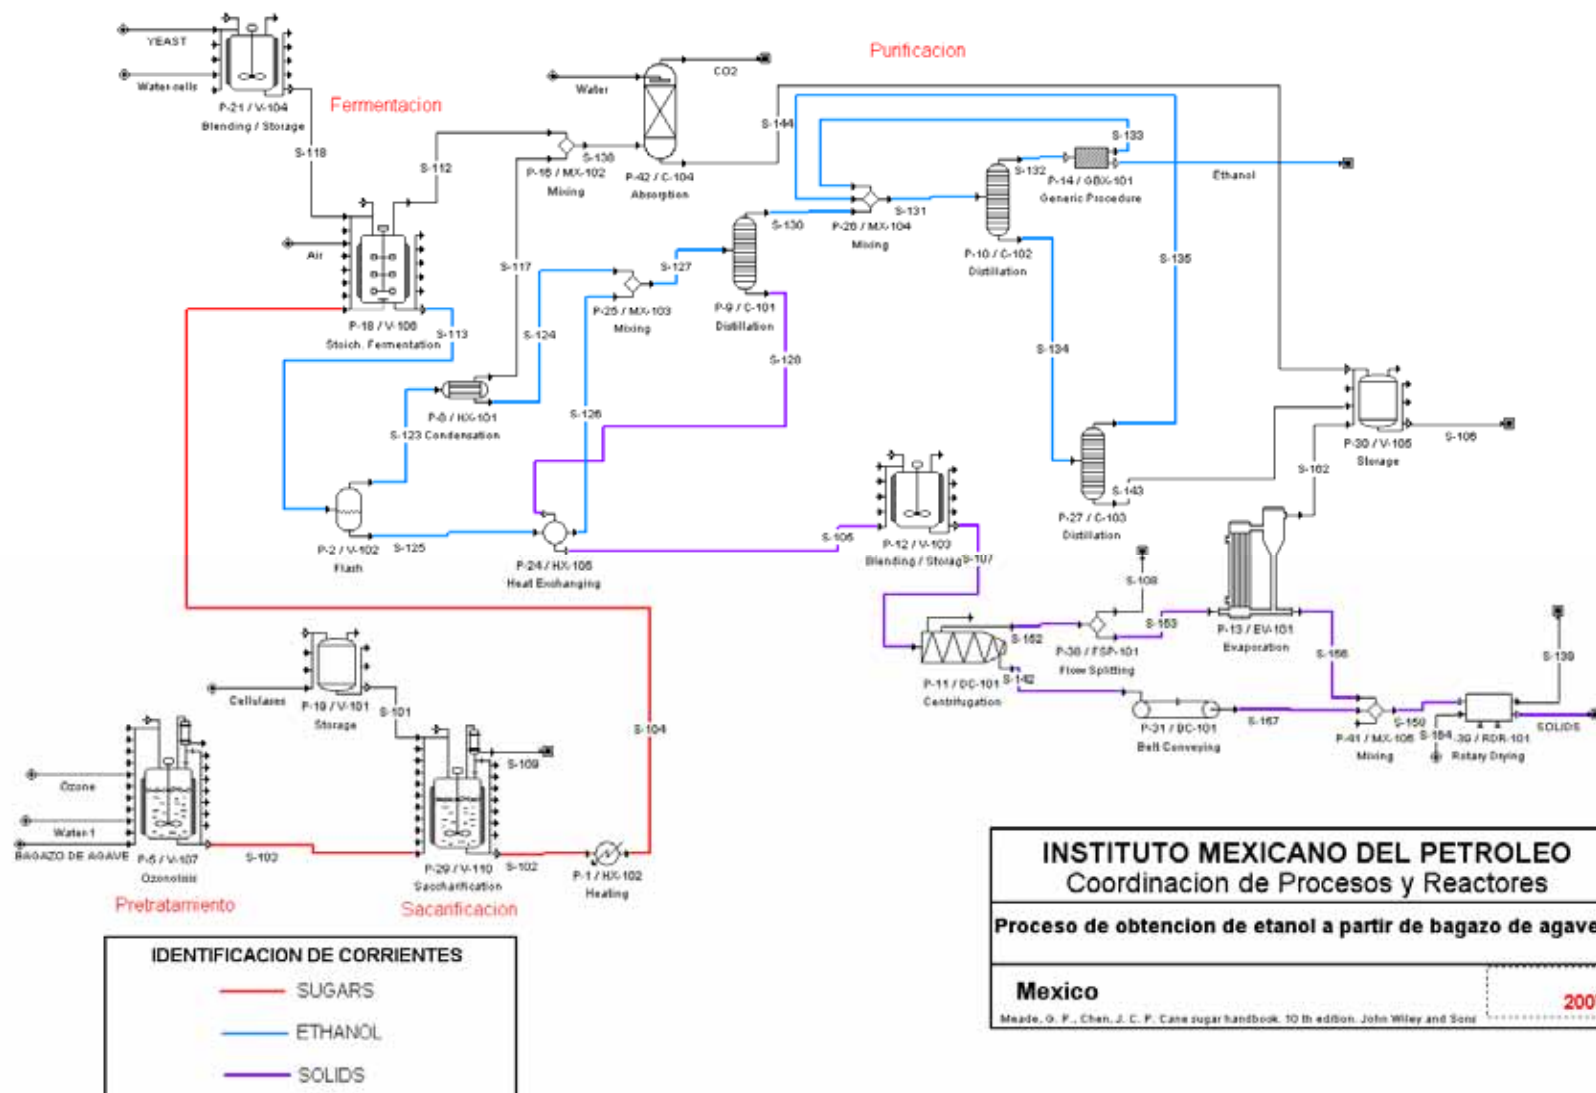 YEAST
Water cells
P-21 / V-104
Blending / Storage
S-118
Fermentacion
S-112
Air
P-18 / V-106
Stoich. Fermentation
S-113
Water
CO2
Purificacion
P-16 / MX-102
Mixing
S-138
P-42 / C-104
Absorption
S-144
S-117
S-124
P-25 / MX-103
Mixing
S-127
S-130
P-9 / C-101
Distillation
S-128
P-26 / MX-104
Mixing
S-131
S-132
S-133
P-14 / GBX-101
Generic Procedure
Ethanol
P-10 / C-102
Distillation
S-135
S-134
P-8 / HX-101
S-123 Condensation
S-126
P-2 / V-102
Flash
S-125
P-24 / HX-105
Heat Exchanging
S-105
P-12 / V-103
Blending / Storag
S-107
S-143
P-27 / C-103
Distillation
P-30 / V-105
Storage
S-106
S-162
S-108
P-11 / DC-101
Centrifugation
S-152
S-142
P-38 / FSP-101
Flow Splitting
S-153
P-13 / EV-101
Evaporation
S-156
P-31 / BC-101
Belt Conveying
S-167
P-41 / MX-105
Mixing
S-164
S-139
SOLIDS
-39 / RDR-101
Rotary Drying
Cellulases
P-19 / V-101
Storage
S-101
S-104
Ozone
Water 1
BAGAZO DE AGAVE
P-5 / V-107
Ozonolisis
S-103
Pretratamiento
S-109
P-29 / V-110
Saccharification
S-102
Sacarificacion
P-1 / HX-102
Heating
IDENTIFICACION DE CORRIENTES
SUGARS
ETHANOL
SOLIDS
INSTITUTO MEXICANO DEL PETROLEO
Coordinacion de Procesos y Reactores
Proceso de obtencion de etanol a partir de bagazo de agave
Mexico
200
Meade, G. P., Chen, J. C. P. Cane sugar handbook. 10 th edition. John Wiley and Sons